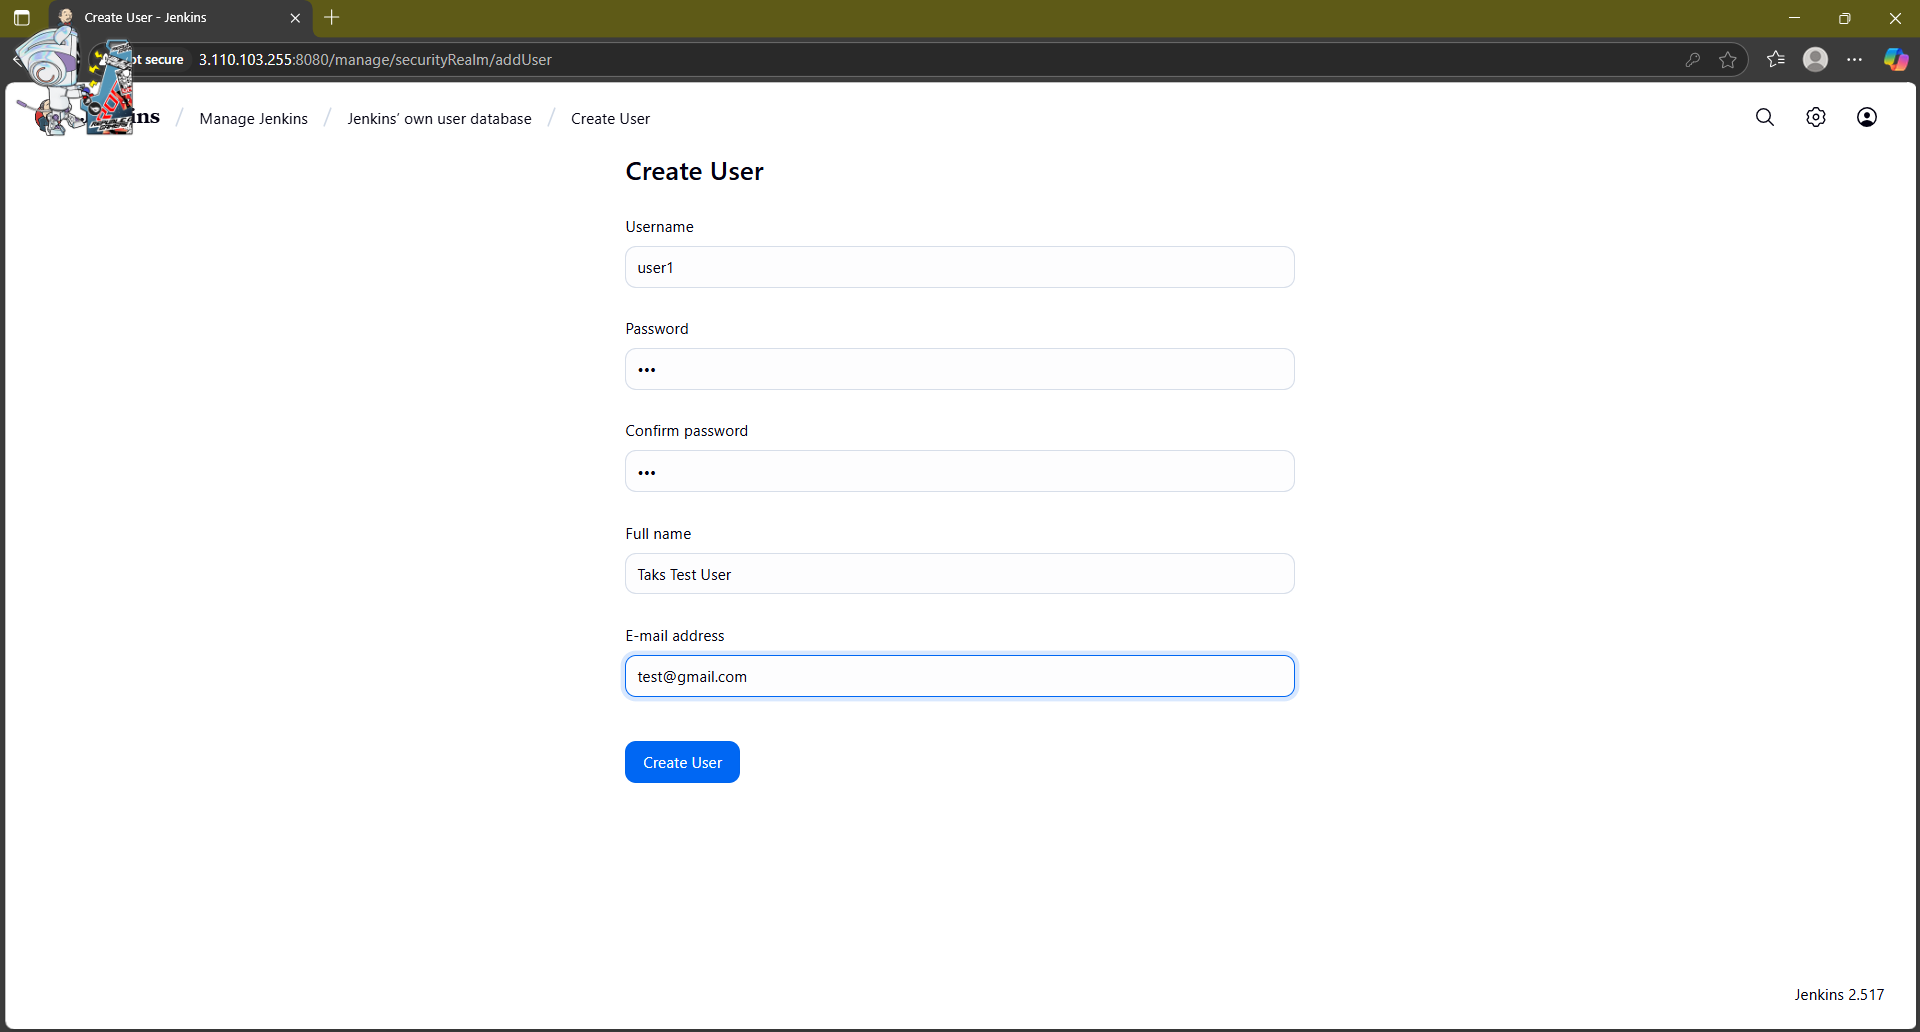 Create User - Jenkins
ot secure 3.110.103.255:8080/manage/securityRealm/addUser
ins / Manage Jenkins / Jenkins' own user database / Create User
Create User
Username
user1
Password
•••
Confirm password
•••
Full name
Taks Test User
E-mail address
test@gmail.com
Create User
Jenkins 2.517